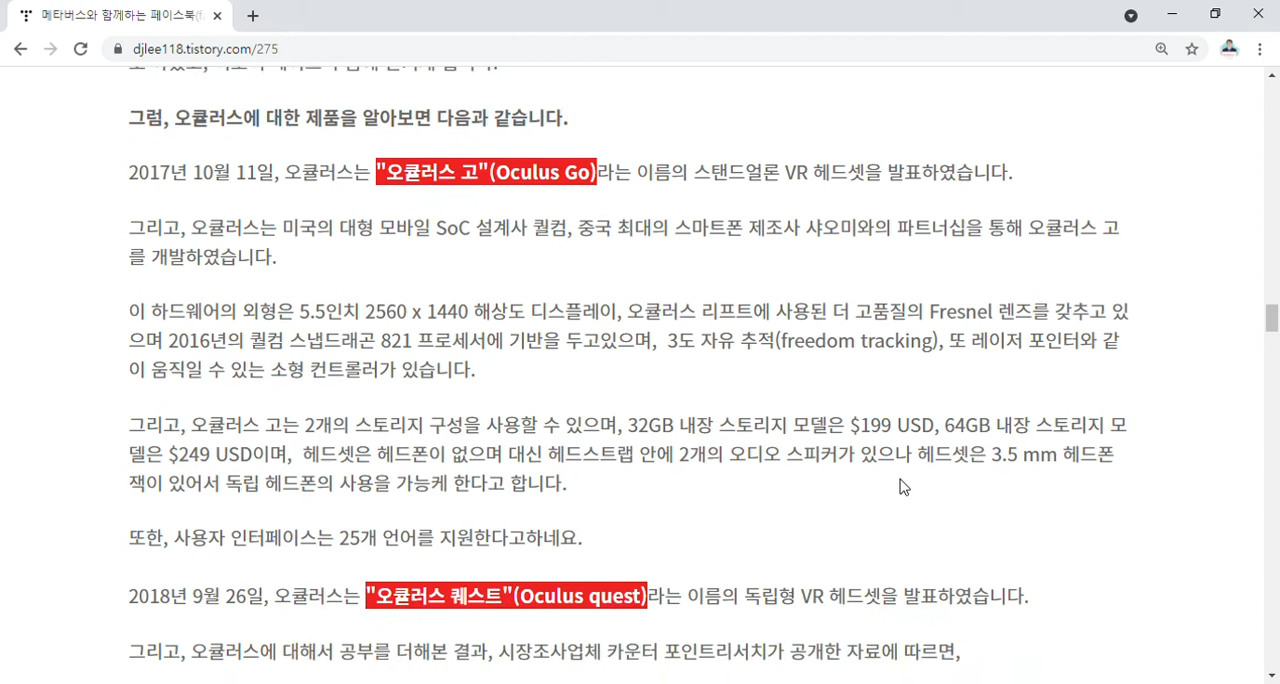 메타버스와 함께하는 페이스북(f
djlee118.tistory.com/275
그럼, 오큘러스에 대한 제품을 알아보면 다음과 같습니다.
2017년 10월 11일, 오큘러스는 "오큘러스 고"(Oculus Go)라는 이름의 스탠드얼론 VR 헤드셋을 발표하였습니다.
그리고, 오큘러스는 미국의 대형 모바일 SoC 설계사 퀄컴, 중국 최대의 스마트폰 제조사 샤오미와의 파트너십을 통해 오큘러스 고
를 개발하였습니다.
이 하드웨어의 외형은 5.5인치 2560 x 1440 해상도 디스플레이, 오큘러스 리프트에 사용된 더 고품질의 Fresnel 렌즈를 갖추고 있
으며 2016년의 퀄컴 스냅드래곤 821 프로세서에 기반을 두고있으며, 3도 자유 추적(freedom tracking), 또 레이저 포인터와 같
이 움직일 수 있는 소형 컨트롤러가 있습니다.
그리고, 오큘러스 고는 2개의 스토리지 구성을 사용할 수 있으며, 32GB 내장 스토리지 모델은 $199 USD, 64GB 내장 스토리지 모
델은 $249 USD이며, 헤드셋은 헤드폰이 없으며 대신 헤드스트랩 안에 2개의 오디오 스피커가 있으나 헤드셋은 3.5 mm 헤드폰
잭이 있어서 독립 헤드폰의 사용을 가능케 한다고 합니다.
또한, 사용자 인터페이스는 25개 언어를 지원한다고하네요.
2018년 9월 26일, 오큘러스는 "오큘러스 퀘스트"(Oculus quest)라는 이름의 독립형 VR 헤드셋을 발표하였습니다.
그리고, 오큘러스에 대해서 공부를 더해본 결과, 시장조사업체 카운터 포인트리서치가 공개한 자료에 따르면,